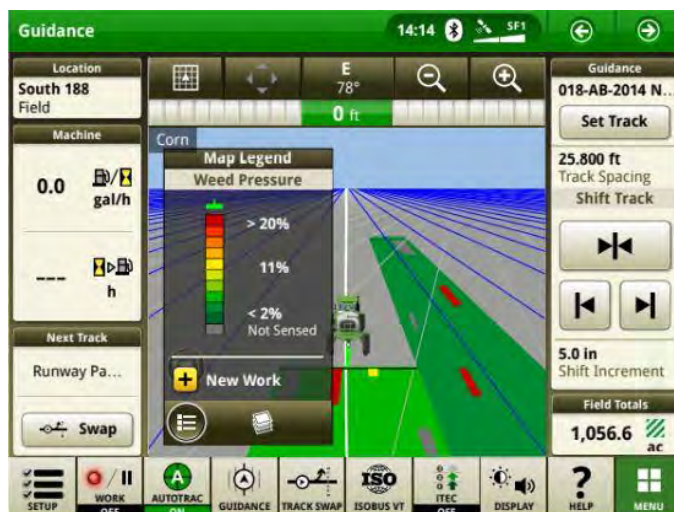 Guidance
14:14
SF1
Location
South 188
Field
Machine
0.0
gal/h
---
h
Next Track
Runway Pa...
Swap
E
78°
0 ft
Corn
Map Legend
Weed Pressure
> 20%
11%
< 2%
Not Sensed
New Work
Guidance
018-AB-2014 N...
Set Track
25.800 ft
Track Spacing
Shift Track
5.0 in
Shift Increment
Field Totals
1,056.6
ac
SETUP
WORK
OFF
A
AUTOTRAC
ON
GUIDANCE
TRACK SWAP
ISO
ISOBUS VT
ITEC
OFF
DISPLAY
?
HELP
MENU